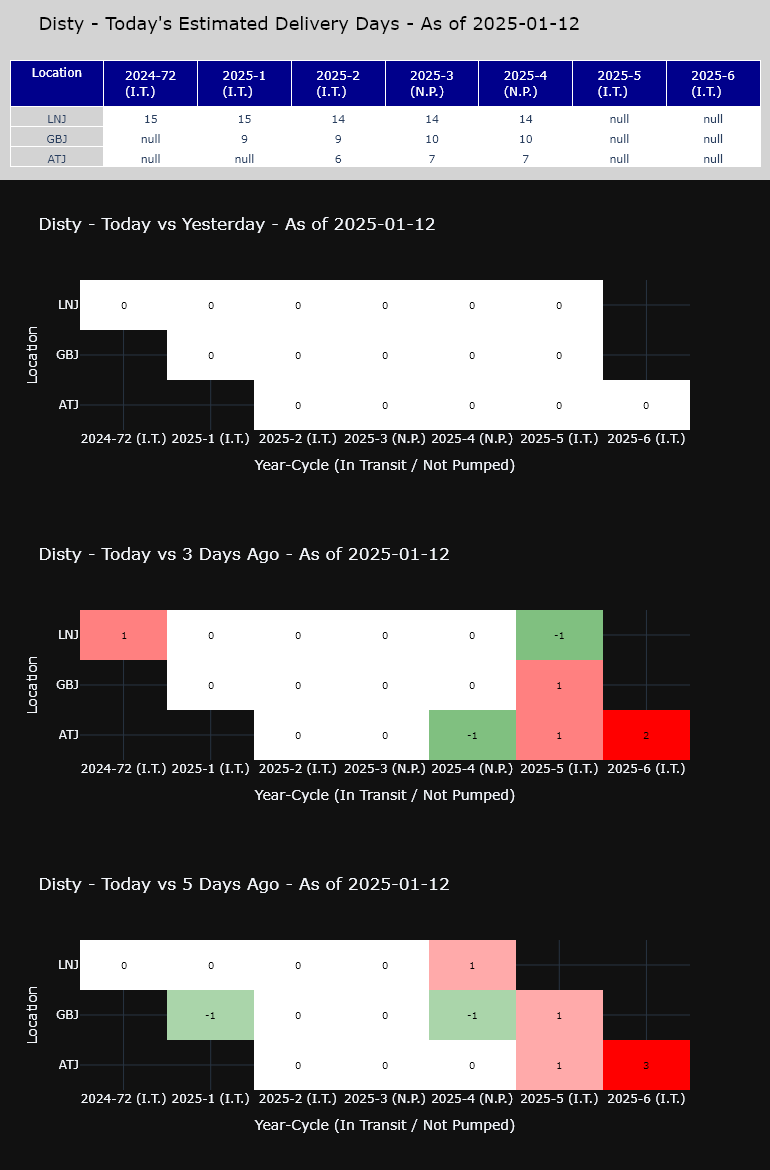 Disty - Today's Estimated Delivery Days - As of 2025-01-12
Location 2024-72 (I.T.) 2025-1 (I.T.) 2025-2 (I.T.) 2025-3 (N.P.) 2025-4 (N.P.) 2025-5 (I.T.) 2025-6 (I.T.)
LNJ 15 15 14 14 14 null null
GBJ null 9 9 10 10 null null
ATJ null null 6 7 7 null null
Disty - Today vs Yesterday - As of 2025-01-12
Location
LNJ 0 0 0 0 0 0
GBJ 0 0 0 0 0
ATJ 0 0 0 0 0
2024-72 (I.T.) 2025-1 (I.T.) 2025-2 (I.T.) 2025-3 (N.P.) 2025-4 (N.P.) 2025-5 (I.T.) 2025-6 (I.T.)
Year-Cycle (In Transit / Not Pumped)
Disty - Today vs 3 Days Ago - As of 2025-01-12
Location
LNJ 1 0 0 0 0 -1
GBJ 0 0 0 0 1
ATJ 0 0 -1 1 2
2024-72 (I.T.) 2025-1 (I.T.) 2025-2 (I.T.) 2025-3 (N.P.) 2025-4 (N.P.) 2025-5 (I.T.) 2025-6 (I.T.)
Year-Cycle (In Transit / Not Pumped)
Disty - Today vs 5 Days Ago - As of 2025-01-12
Location
LNJ 0 0 0 0 1
GBJ -1 0 0 -1 1
ATJ 0 0 0 1 3
2024-72 (I.T.) 2025-1 (I.T.) 2025-2 (I.T.) 2025-3 (N.P.) 2025-4 (N.P.) 2025-5 (I.T.) 2025-6 (I.T.)
Year-Cycle (In Transit / Not Pumped)